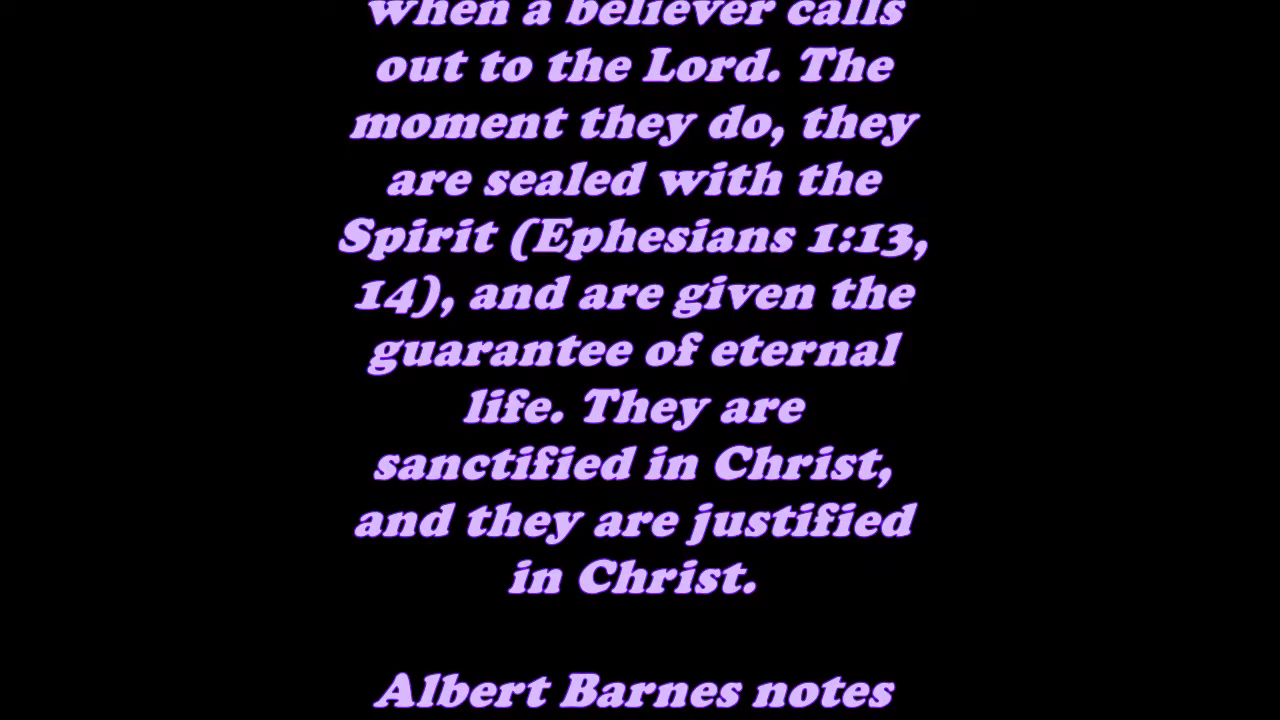 when a believer calls
out to the Lord. The
moment they do, they
are sealed with the
Spirit (Ephesians 1:13,
14), and are given the
guarantee of eternal
life. They are
sanctified in Christ,
and they are justified
in Christ.
Albert Barnes notes